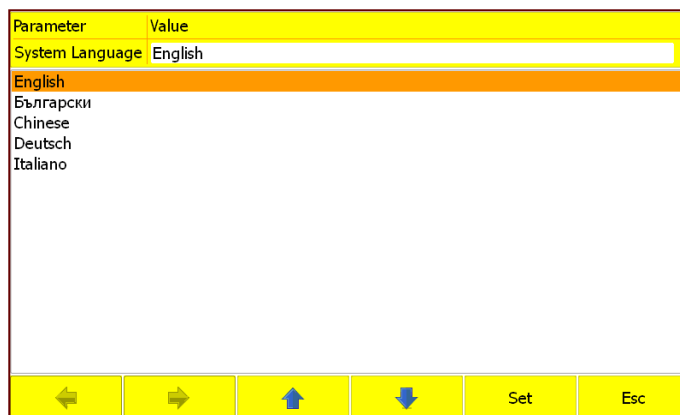 Parameter Value
System Language English
English
Български
Chinese
Deutsch
Italiano
Set Esc